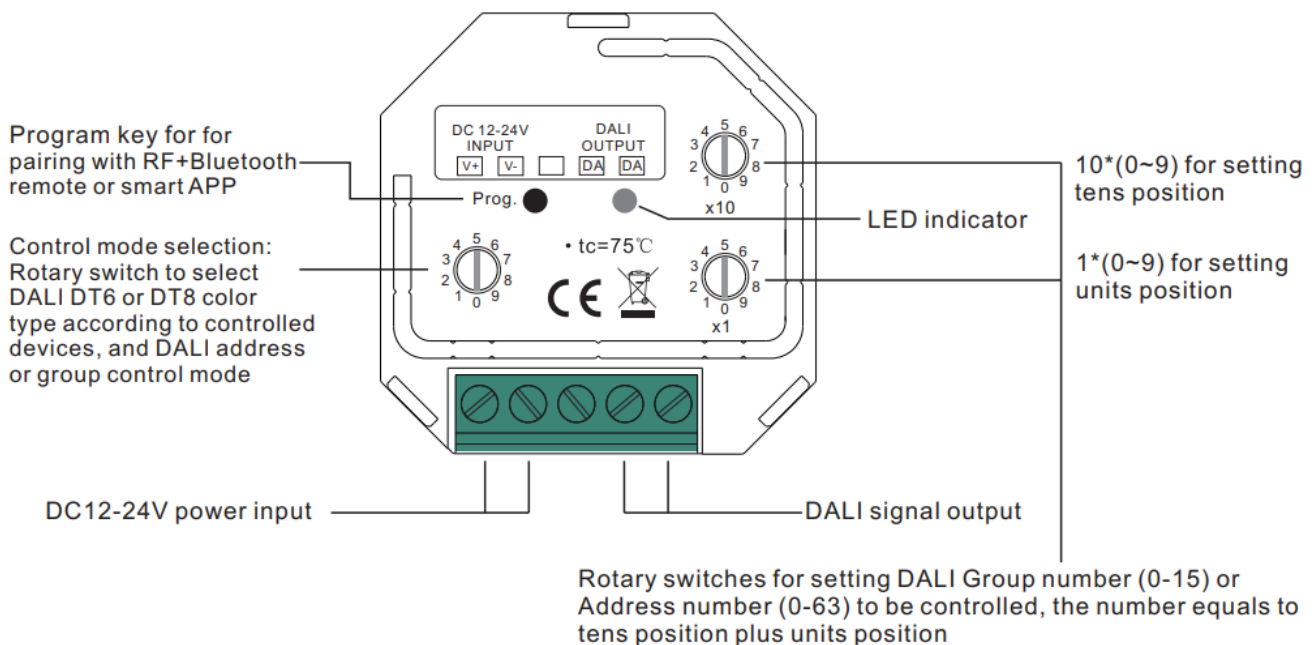 Program key for for
pairing with RF+Bluetooth
remote or smart APP
Control mode selection:
Rotary switch to select
DALI DT6 or DT8 color
type according to controlled
devices, and DALI address
or group control mode
DC 12-24V
INPUT
DALI
OUTPUT
V+ V- DA DA
Prog.
4 5 6
3 7
2 8
1 0 9
x10
4 5 6
3 7
2 8
1 0 9
• tc=75℃
CE
4 5 6
3 7
2 8
1 0 9
x1
10*(0~9) for setting
tens position
LED indicator
1*(0~9) for setting
units position
DC12-24V power input
DALI signal output
Rotary switches for setting DALI Group number (0-15) or
Address number (0-63) to be controlled, the number equals to
tens position plus units position